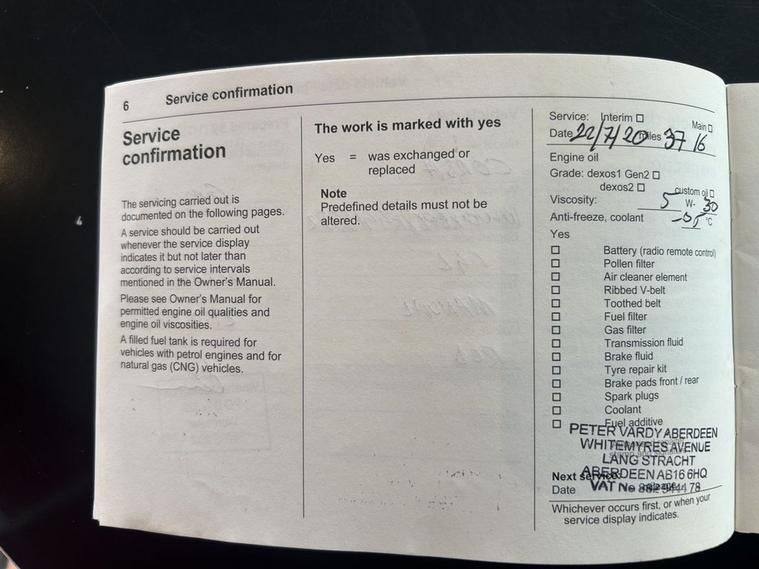 6 Service confirmation
Service
confirmation
The servicing carried out is
documented on the following pages.
A service should be carried out
whenever the service display
indicates it but not later than
according to service intervals
mentioned in the Owner's Manual.
Please see Owner's Manual for
permitted engine oil qualities and
engine oil viscosities.
A filled fuel tank is required for
vehicles with petrol engines and for
natural gas (CNG) vehicles.
The work is marked with yes
Yes = was exchanged or
replaced
Note
Predefined details must not be
altered.
Service: Interim ☐ Main ☐
Date 22/7/20 miles 3716
Engine oil
Grade: dexos1 Gen2 ☐
dexos2 ☐ custom oil ☐
Viscosity: 5 W- 30
Anti-freeze, coolant °C
Yes
☐ Battery (radio remote control)
☐ Pollen filter
☐ Air cleaner element
☐ Ribbed V-belt
☐ Toothed belt
☐ Fuel filter
☐ Gas filter
☐ Transmission fluid
☐ Brake fluid
☐ Tyre repair kit
☐ Brake pads front / rear
☐ Spark plugs
☐ Coolant
☐ Fuel additive
PETER VARDY ABERDEEN
WHITEMYRES AVENUE
LANG STRACHT
ABERDEEN AB16 6HQ
Next service:
VAT No
Date
Whichever occurs first, or when your
service display indicates.